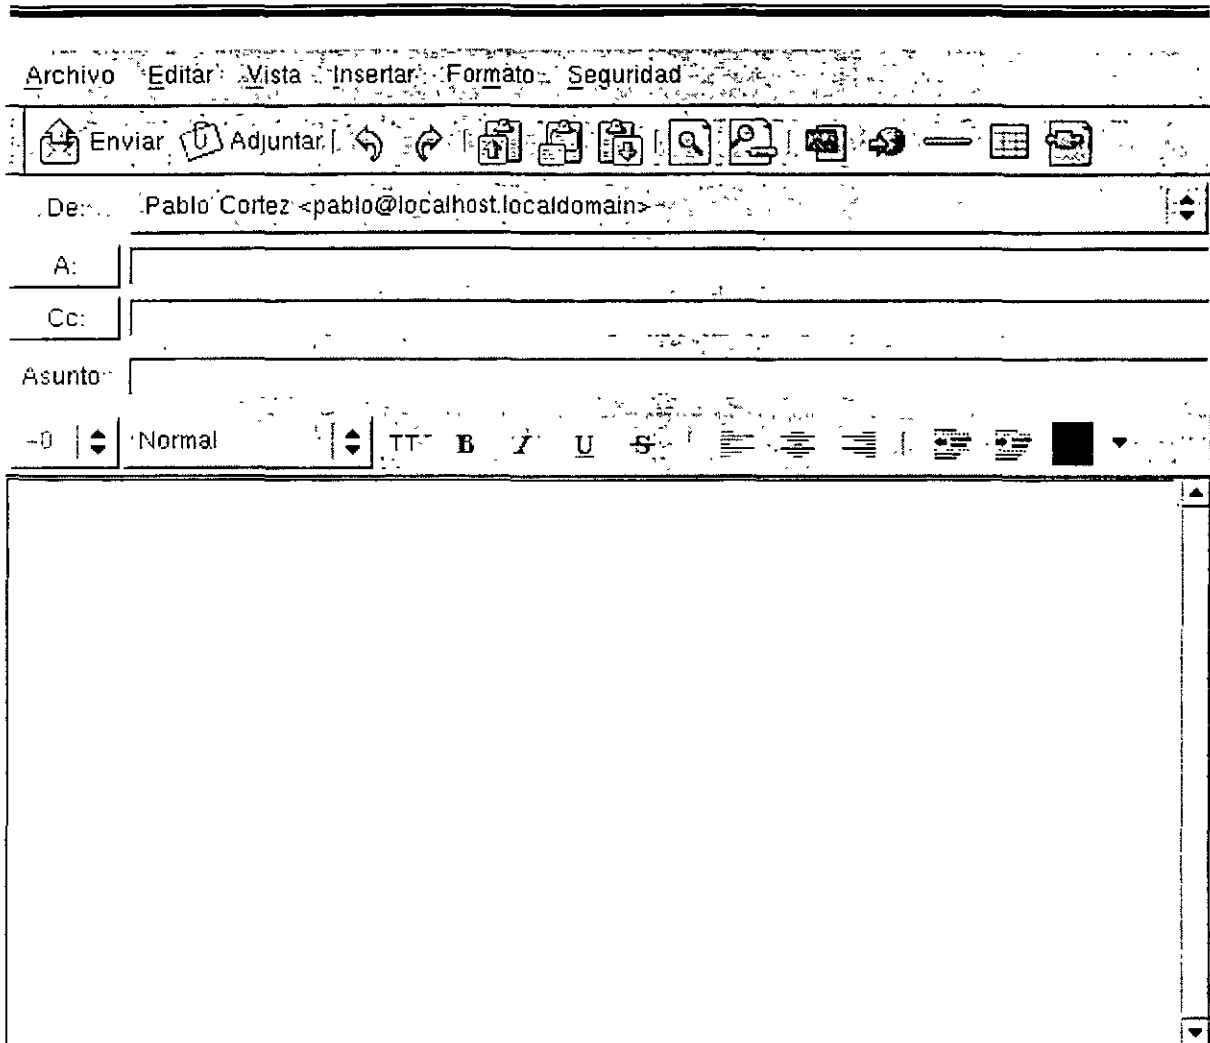 Archivo Editar Vista Insertar Formato Seguridad
Enviar Adjuntar
De: Pablo Cortez <pablo@localhost.localdomain>
A:
Cc:
Asunto
Normal TT B I U S